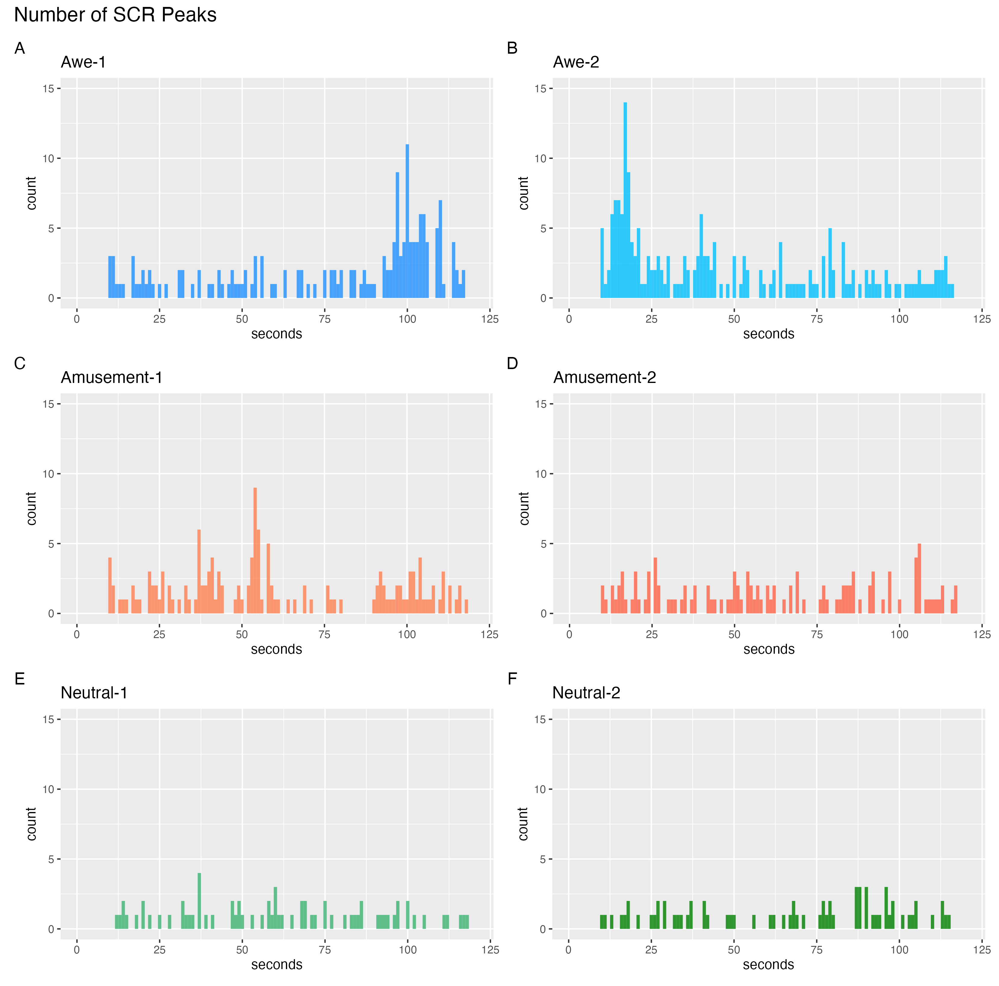 Number of SCR Peaks
A
Awe-1
15
10
5
0
count
0 25 50 75 100 125
seconds
B
Awe-2
15
10
5
0
count
0 25 50 75 100 125
seconds
C
Amusement-1
15
10
5
0
count
0 25 50 75 100 125
seconds
D
Amusement-2
15
10
5
0
count
0 25 50 75 100 125
seconds
E
Neutral-1
15
10
5
0
count
0 25 50 75 100 125
seconds
F
Neutral-2
15
10
5
0
count
0 25 50 75 100 125
seconds